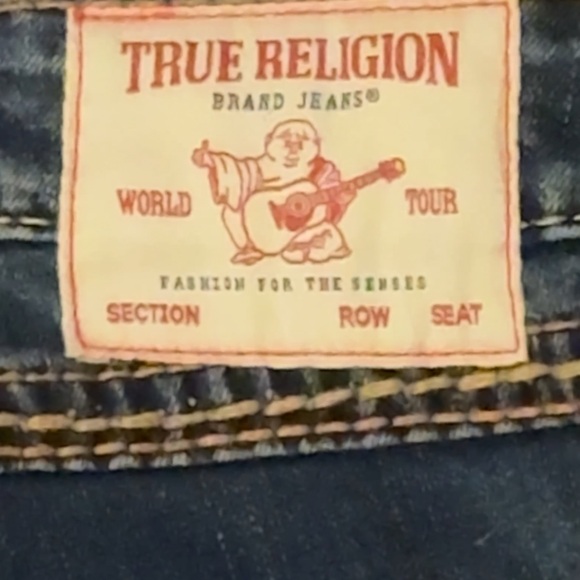 TRUE RELIGION
BRAND JEANS®
WORLD TOUR
FASHION FOR THE SENSES
SECTION ROW SEAT